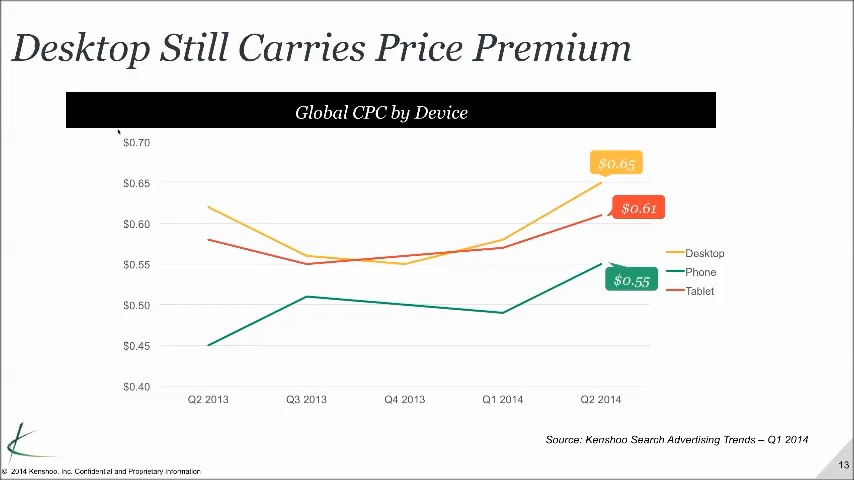 Desktop Still Carries Price Premium
Global CPC by Device
$0.70
$0.65
$0.60
$0.55
$0.50
$0.45
$0.40
$0.65
$0.61
$0.55
Desktop
Phone
Tablet
Q2 2013 Q3 2013 Q4 2013 Q1 2014 Q2 2014
Source: Kenshoo Search Advertising Trends – Q1 2014
© 2014 Kenshoo, Inc. Confidential and Proprietary Information
13